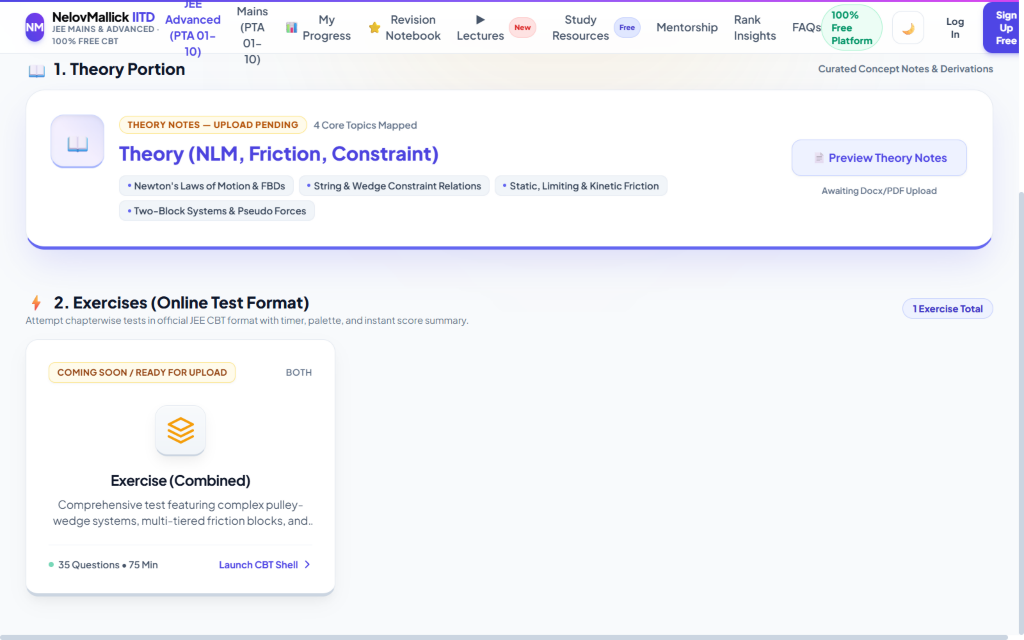 NM
NelovMallick IITD
JEE MAINS & ADVANCED ·
100% FREE CBT
JEE
Advanced
(PTA 01–
10)
Mains
(PTA
01–
10)
My
Progress
Revision
Notebook
Lectures
New
Study
Resources
Free
Mentorship
Rank
Insights
FAQs
100%
Free
Platform
Log
In
Sign
Up
Free
1. Theory Portion
Curated Concept Notes & Derivations
THEORY NOTES — UPLOAD PENDING
4 Core Topics Mapped
Theory (NLM, Friction, Constraint)
• Newton's Laws of Motion & FBDs
• String & Wedge Constraint Relations
• Static, Limiting & Kinetic Friction
• Two-Block Systems & Pseudo Forces
Preview Theory Notes
Awaiting Docx/PDF Upload
2. Exercises (Online Test Format)
Attempt chapterwise tests in official JEE CBT format with timer, palette, and instant score summary.
1 Exercise Total
COMING SOON / READY FOR UPLOAD
BOTH
Exercise (Combined)
Comprehensive test featuring complex pulley-
wedge systems, multi-tiered friction blocks, and..
35 Questions • 75 Min
Launch CBT Shell